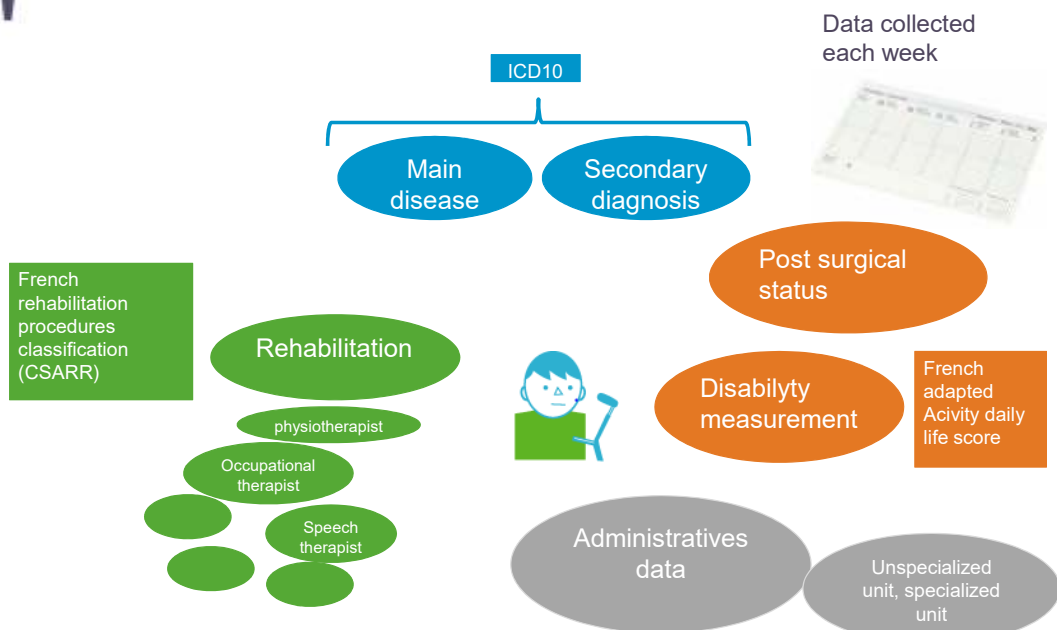 Data collected
each week
ICD10
Main
disease
Secondary
diagnosis
Post surgical
status
French
rehabilitation
procedures
classification
(CSARR)
Rehabilitation
Disabilyty
measurement
French
adapted
Acivity daily
life score
physiotherapist
Occupational
therapist
Speech
therapist
Administratives
data
Unspecialized
unit, specialized
unit